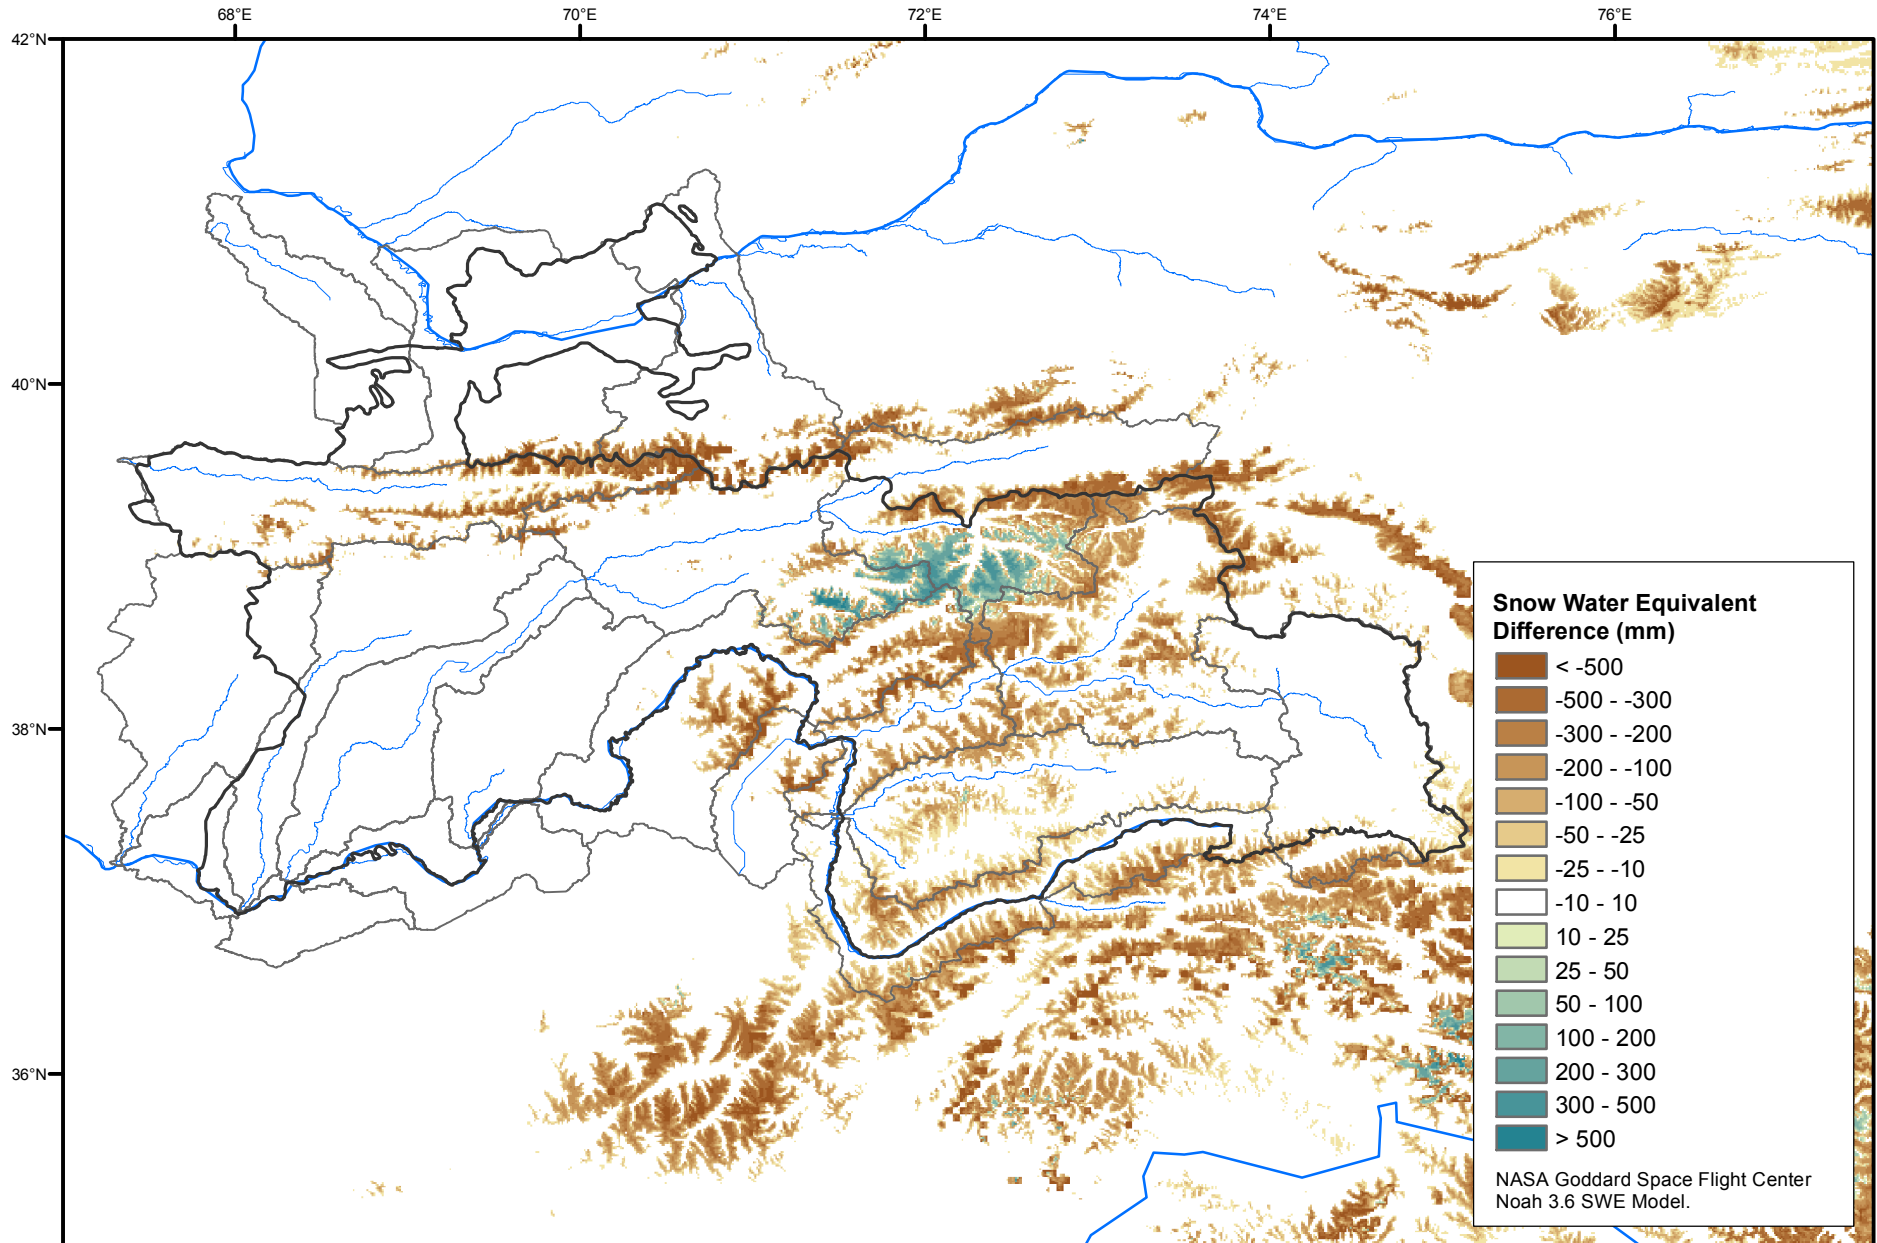 68°E
70°E
72°E
74°E
76°E
42°N
40°N
38°N
36°N
Snow Water Equivalent
Difference (mm)
< -500
-500 - -300
-300 - -200
-200 - -100
-100 - -50
-50 - -25
-25 - -10
-10 - 10
10 - 25
25 - 50
50 - 100
100 - 200
200 - 300
300 - 500
> 500
NASA Goddard Space Flight Center
Noah 3.6 SWE Model.